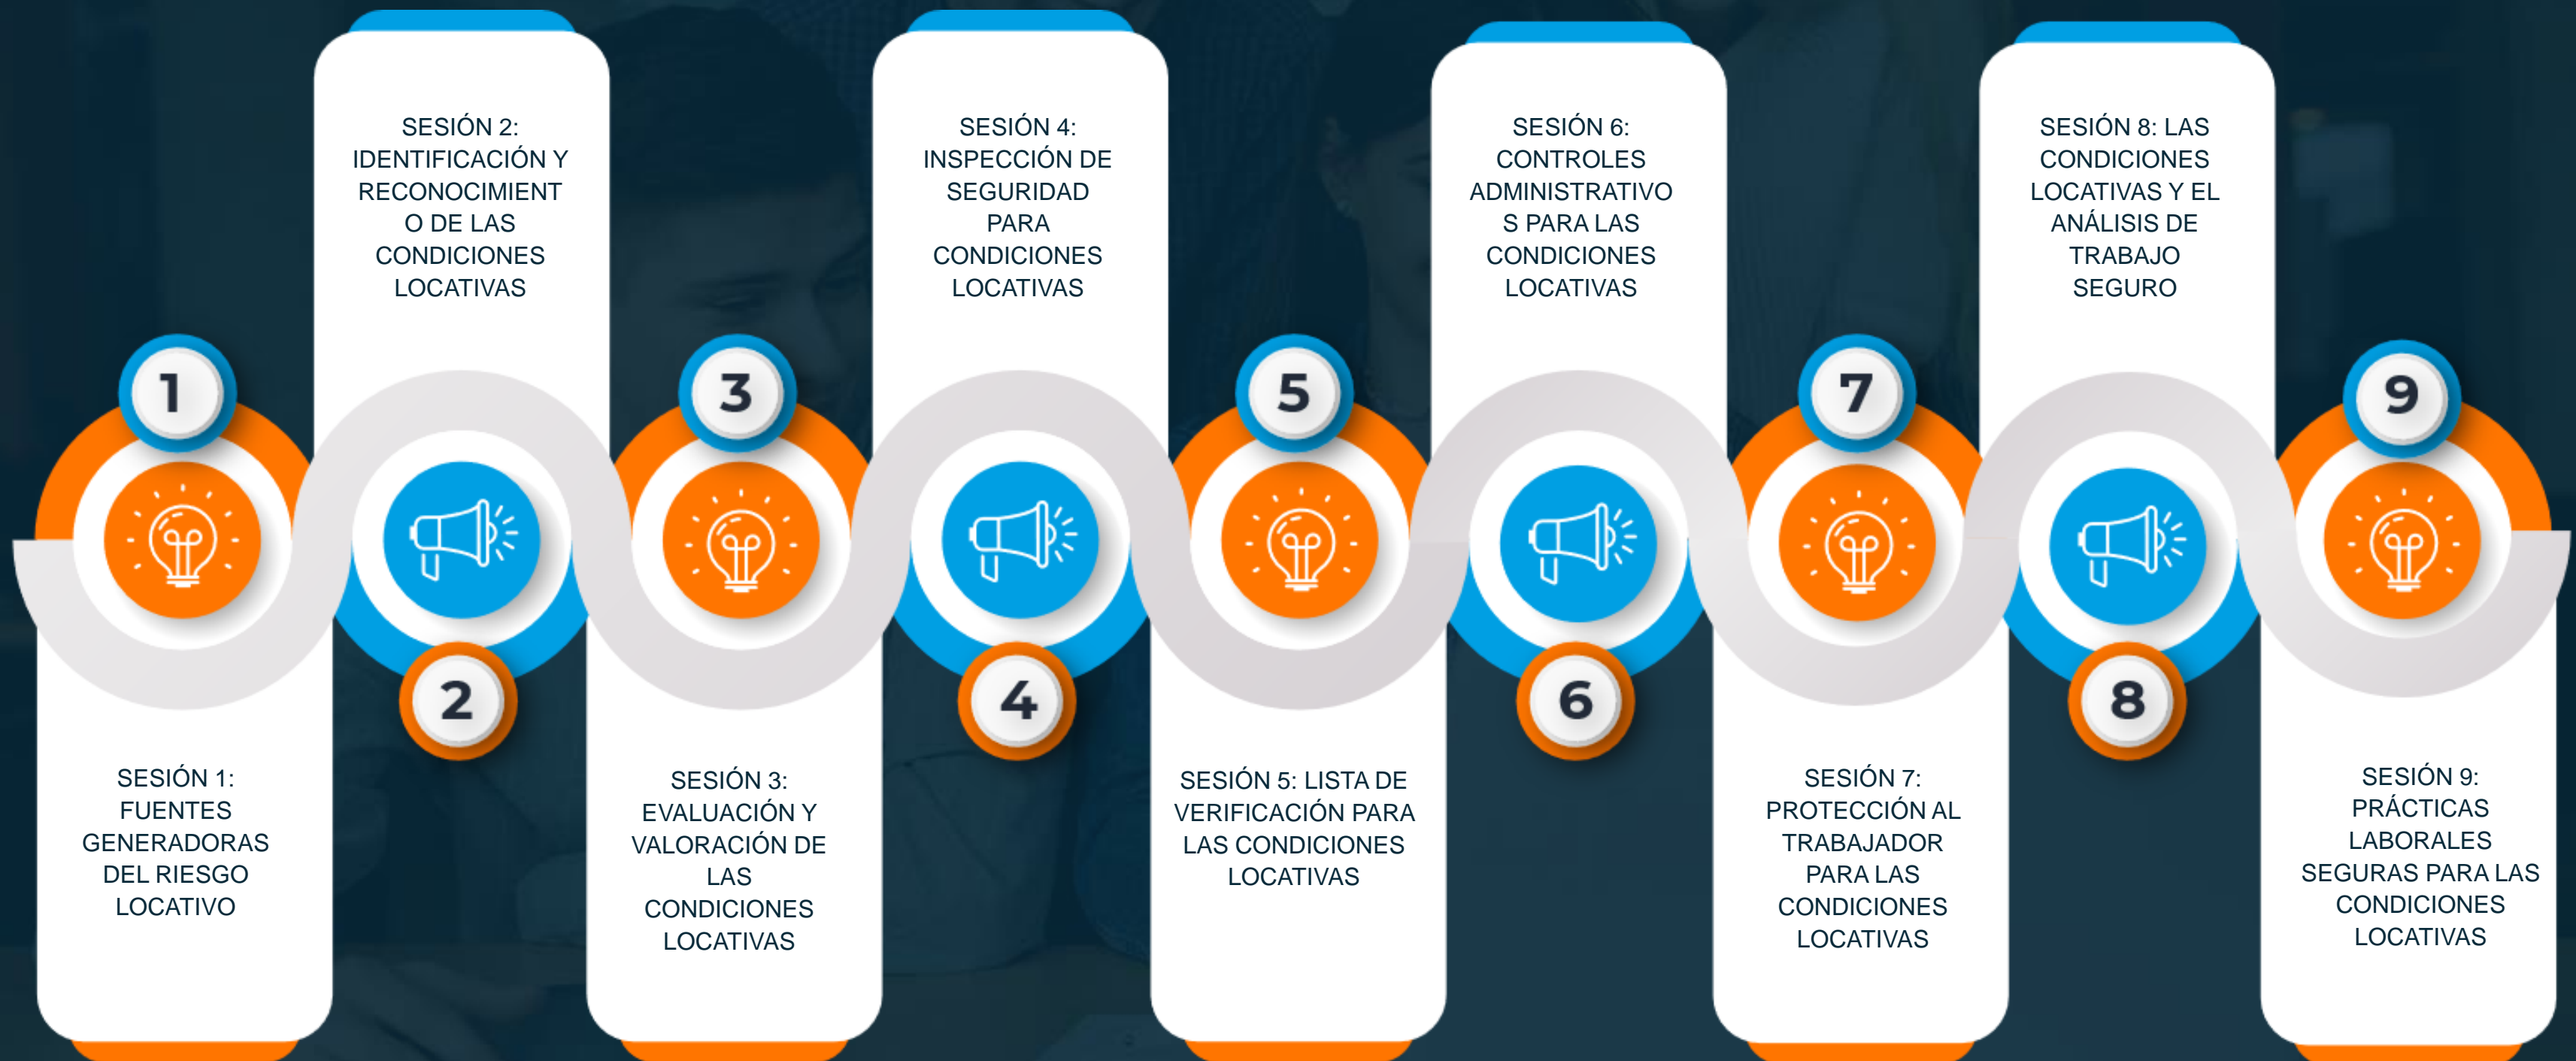 SESIÓN 2:
IDENTIFICACIÓN Y
RECONOCIMIENT
O DE LAS
CONDICIONES
LOCATIVAS
SESIÓN 4:
INSPECCIÓN DE
SEGURIDAD
PARA
CONDICIONES
LOCATIVAS
SESIÓN 6:
CONTROLES
ADMINISTRATIVO
S PARA LAS
CONDICIONES
LOCATIVAS
SESIÓN 8: LAS
CONDICIONES
LOCATIVAS Y EL
ANÁLISIS DE
TRABAJO
SEGURO
1
3
5
7
9
2
4
6
8
SESIÓN 1:
FUENTES
GENERADORAS
DEL RIESGO
LOCATIVO
SESIÓN 3:
EVALUACIÓN Y
VALORACIÓN DE
LAS
CONDICIONES
LOCATIVAS
SESIÓN 5: LISTA DE
VERIFICACIÓN PARA
LAS CONDICIONES
LOCATIVAS
SESIÓN 7:
PROTECCIÓN AL
TRABAJADOR
PARA LAS
CONDICIONES
LOCATIVAS
SESIÓN 9:
PRÁCTICAS
LABORALES
SEGURAS PARA LAS
CONDICIONES
LOCATIVAS